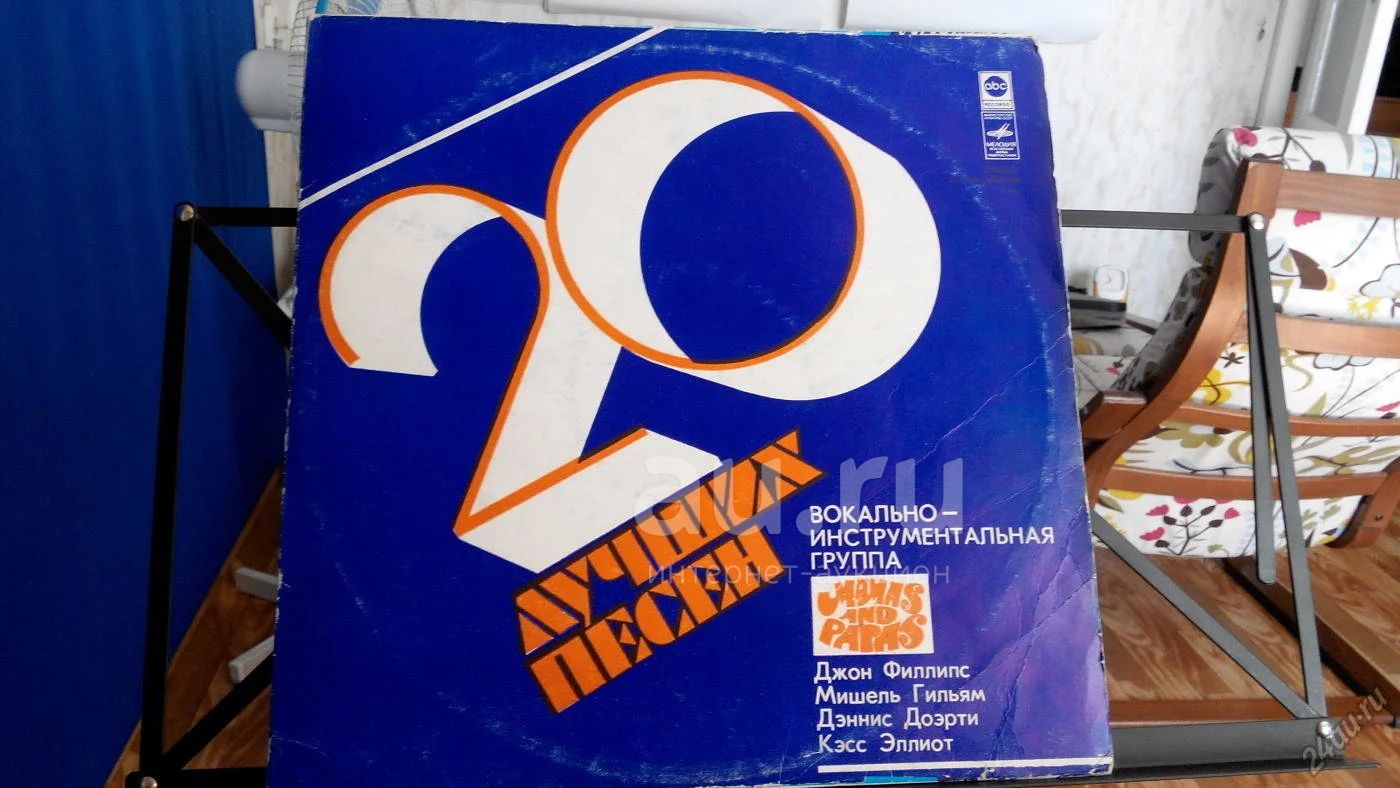 abc
RECORDS
МЕЛОДИЯ
20
ЛУЧШИХ
ПЕСЕН
ВОКАЛЬНО –
ИНСТРУМЕНТАЛЬНАЯ
ГРУППА
MAMAS
AND
PAPAS
Джон Филлипс
Мишель Гильям
Дэннис Доэрти
Кэсс Эллиот
au.ru
интернет-аукцион
24au.ru